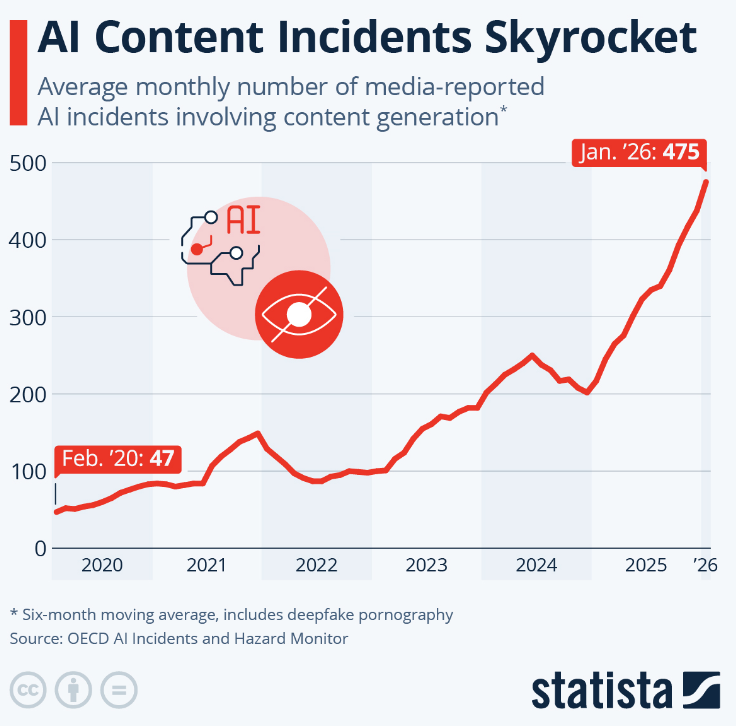 AI Content Incidents Skyrocket
Average monthly number of media-reported
AI incidents involving content generation*
Jan. ’26: 475
500
AI
400
300
200
Feb. ’20: 47
100
0
2020 2021 2022 2023 2024 2025 ’26
* Six-month moving average, includes deepfake pornography
Source: OECD AI Incidents and Hazard Monitor
cc
statista